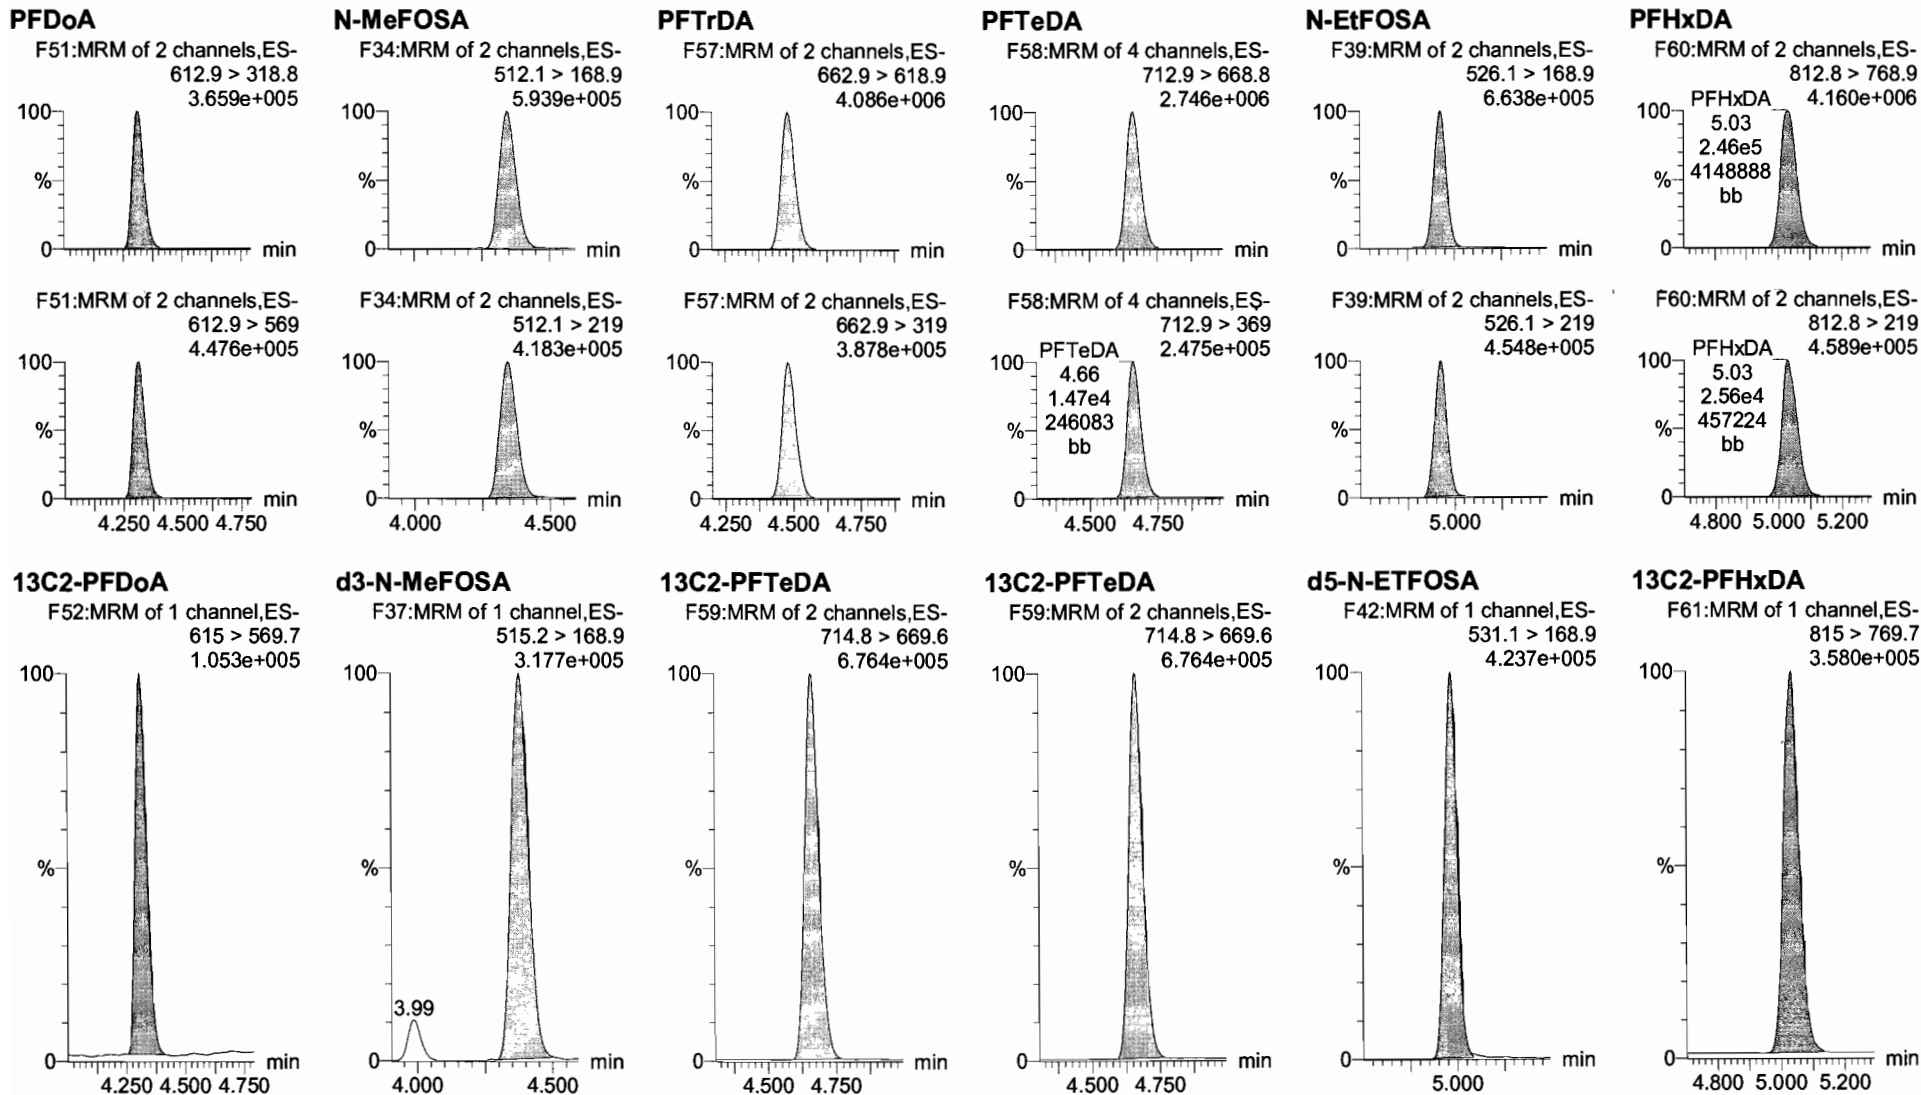 PFDoA
F51:MRM of 2 channels,ES-
612.9 > 318.8
3.659e+005
100
%
0
min
N-MeFOSA
F34:MRM of 2 channels,ES-
512.1 > 168.9
5.939e+005
100
%
0
min
PFTrDA
F57:MRM of 2 channels,ES-
662.9 > 618.9
4.086e+006
100
%
0
min
PFTeDA
F58:MRM of 4 channels,ES-
712.9 > 668.8
2.746e+006
100
%
0
min
N-EtFOSA
F39:MRM of 2 channels,ES-
526.1 > 168.9
6.638e+005
100
%
0
min
PFHxDA
F60:MRM of 2 channels,ES-
812.8 > 768.9
4.160e+006
PFHxDA
5.03
2.46e5
4148888
bb
100
%
0
min
F51:MRM of 2 channels,ES-
612.9 > 569
4.476e+005
100
%
0
min
4.250 4.500 4.750
F34:MRM of 2 channels,ES-
512.1 > 219
4.183e+005
100
%
0
min
4.000 4.500
F57:MRM of 2 channels,ES-
662.9 > 319
3.878e+005
100
%
0
min
4.250 4.500 4.750
F58:MRM of 4 channels,ES-
712.9 > 369
2.475e+005
PFTeDA
4.66
1.47e4
246083
bb
100
%
0
min
4.500 4.750
F39:MRM of 2 channels,ES-
526.1 > 219
4.548e+005
100
%
0
min
5.000
F60:MRM of 2 channels,ES-
812.8 > 219
4.589e+005
PFHxDA
5.03
2.56e4
457224
bb
100
%
0
min
4.800 5.000 5.200
13C2-PFDoA
F52:MRM of 1 channel,ES-
615 > 569.7
1.053e+005
100
%
0
min
4.250 4.500 4.750
d3-N-MeFOSA
F37:MRM of 1 channel,ES-
515.2 > 168.9
3.177e+005
100
%
3.99
0
min
4.000 4.500
13C2-PFTeDA
F59:MRM of 2 channels,ES-
714.8 > 669.6
6.764e+005
100
%
0
min
4.500 4.750
13C2-PFTeDA
F59:MRM of 2 channels,ES-
714.8 > 669.6
6.764e+005
100
%
0
min
4.500 4.750
d5-N-ETFOSA
F42:MRM of 1 channel,ES-
531.1 > 168.9
4.237e+005
100
%
0
min
5.000
13C2-PFHxDA
F61:MRM of 1 channel,ES-
815 > 769.7
3.580e+005
100
%
0
min
4.800 5.000 5.200